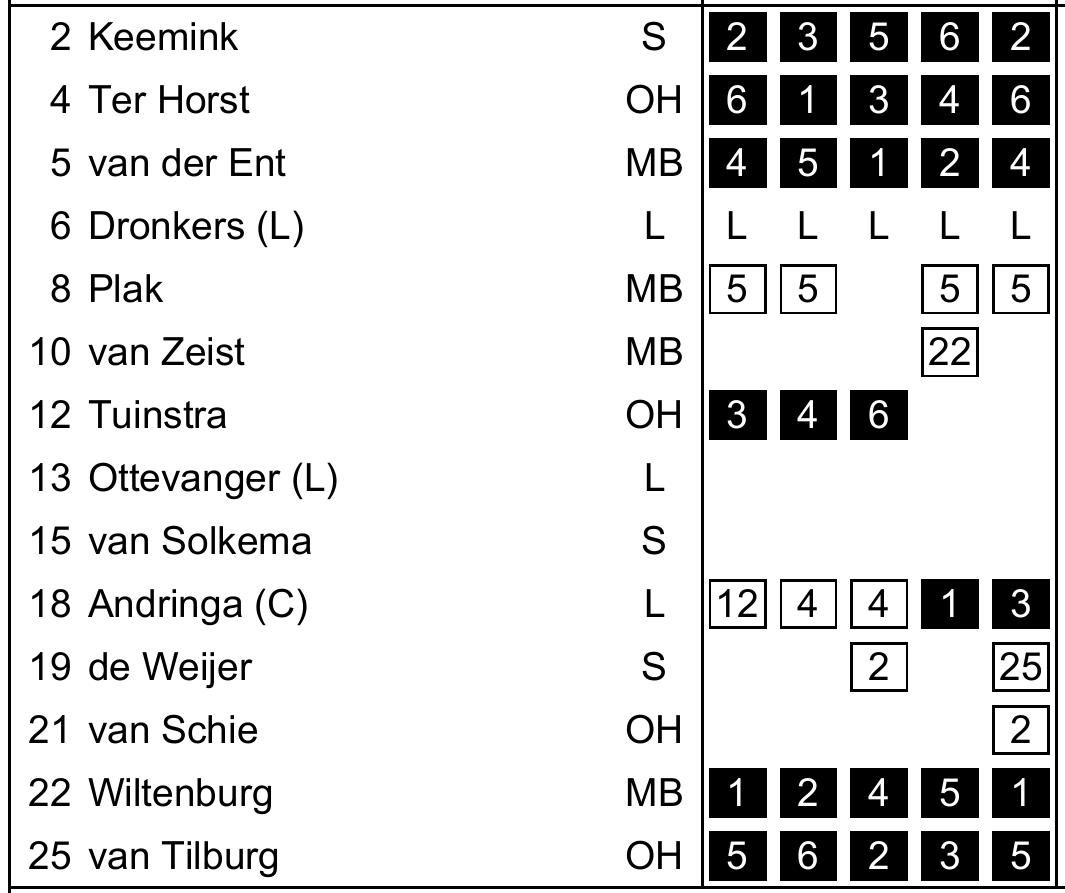 2 Keemink S 2 3 5 6 2
4 Ter Horst OH 6 1 3 4 6
5 van der Ent MB 4 5 1 2 4
6 Dronkers (L) L L L L L L
8 Plak MB 5 5 5 5
10 van Zeist MB 22
12 Tuinstra OH 3 4 6
13 Ottevanger (L) L
15 van Solkema S
18 Andringa (C) L 12 4 4 1 3
19 de Weijer S 2 25
21 van Schie OH 2
22 Wiltenburg MB 1 2 4 5 1
25 van Tilburg OH 5 6 2 3 5